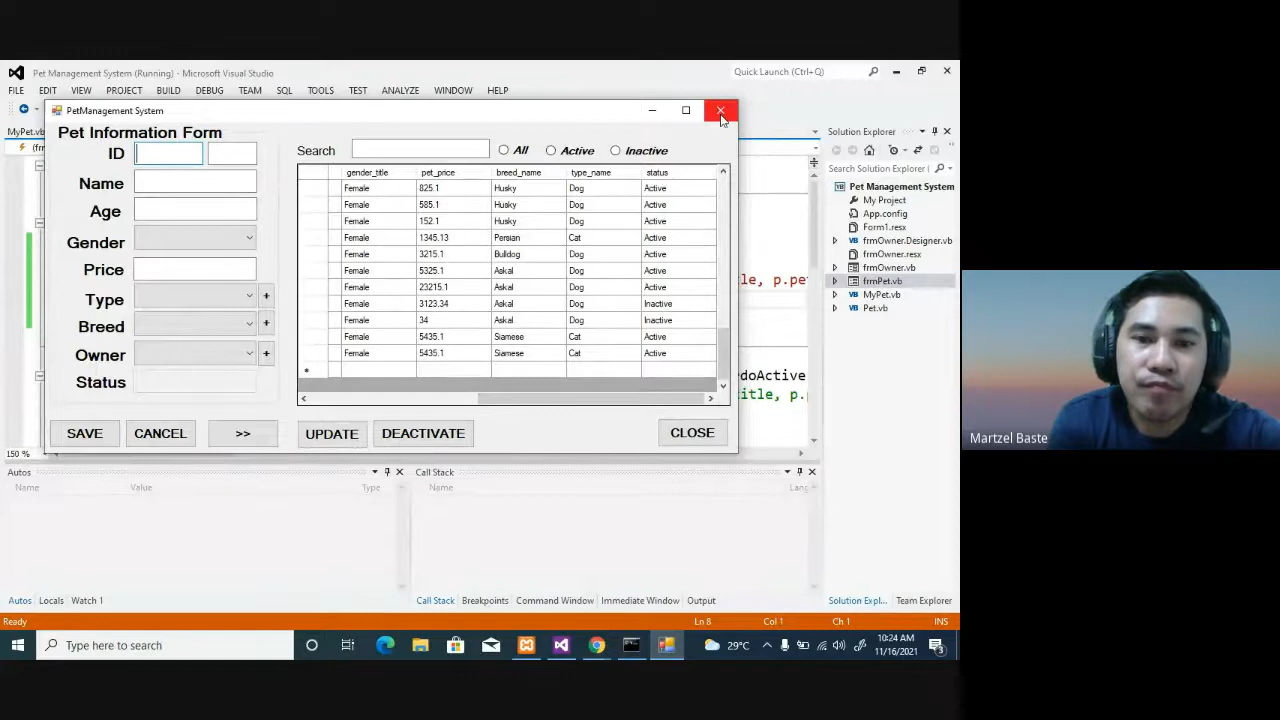 Pet Management System (Running) - Microsoft Visual Studio
Quick Launch (Ctrl+Q)
FILE EDIT VIEW PROJECT BUILD DEBUG TEAM SQL TOOLS TEST ANALYZE WINDOW HELP
PetManagement System
MyPet.vb
Solution Explorer
Pet Information Form
ID
Search
All
Active
Inactive
Name
Age
Gender
Price
Type
+
Breed
+
Owner
+
Status
gender_title pet_price breed_name type_name status
Female 825.1 Husky Dog Active
Female 585.1 Husky Dog Active
Female 152.1 Husky Dog Active
Female 1345.13 Persian Cat Active
Female 3215.1 Bulldog Dog Active
Female 5325.1 Askal Dog Active
Female 23215.1 Askal Dog Active
Female 3123.34 Askal Dog Inactive
Female 34 Askal Dog Inactive
Female 5435.1 Siamese Cat Active
Female 5435.1 Siamese Cat Active
*
SAVE CANCEL >> UPDATE DEACTIVATE CLOSE
le, p.pe
rdoActive
title, p.p
Search Solution Explorer
Pet Management System
My Project
App.config
Form1.resx
frmOwner.Designer.vb
frmOwner.resx
frmOwner.vb
frmPet.vb
MyPet.vb
Pet.vb
Martzel Baste
150 %
Autos
Call Stack
Name Value Type
Name Lang
Autos Locals Watch 1
Call Stack Breakpoints Command Window Immediate Window Output
Solution Expl... Team Explorer
Ready
Ln 8 Col 1 Ch 1 INS
Type here to search
29°C
10:24 AM
11/16/2021
3